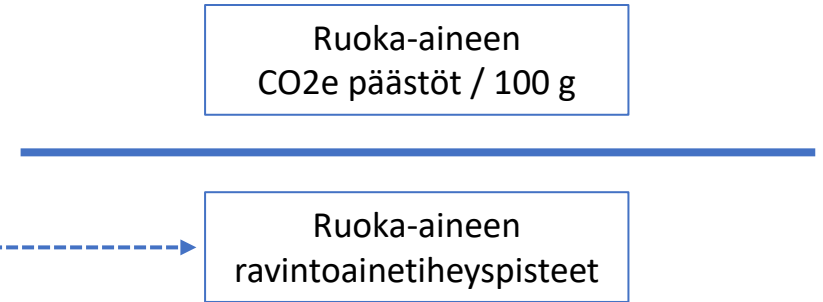 Ruoka-aineen
CO2e päästöt / 100 g
Ruoka-aineen
ravintoainetiheyspisteet